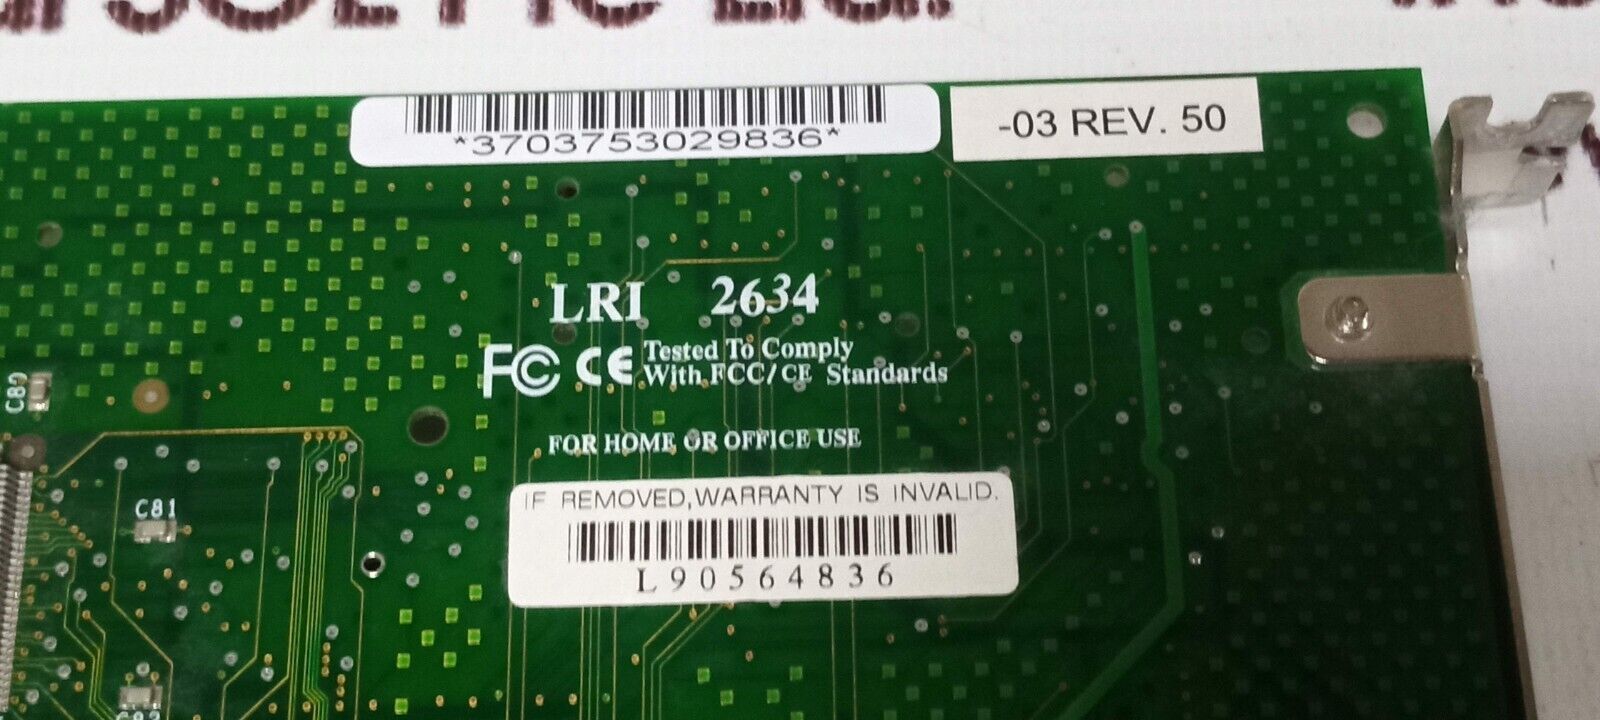 *3703753029836*
-03 REV. 50
LRI 2634
FC CE Tested To Comply
With FCC/CE Standards
FOR HOME OR OFFICE USE
IF REMOVED,WARRANTY IS INVALID.
L90564836
C81